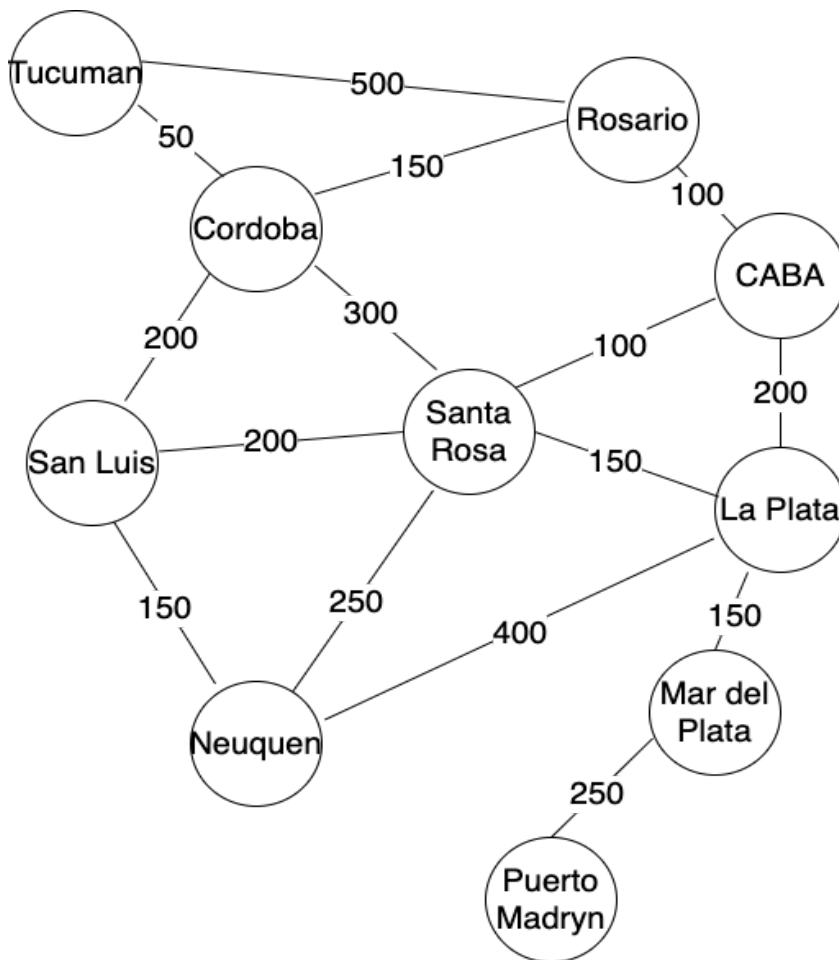 Tucuman
500
Rosario
50
150
Cordoba
100
CABA
300
200
100
200
Santa
Rosa
200
San Luis
150
La Plata
150
250
400
150
Mar del
Plata
Neuquen
250
Puerto
Madryn